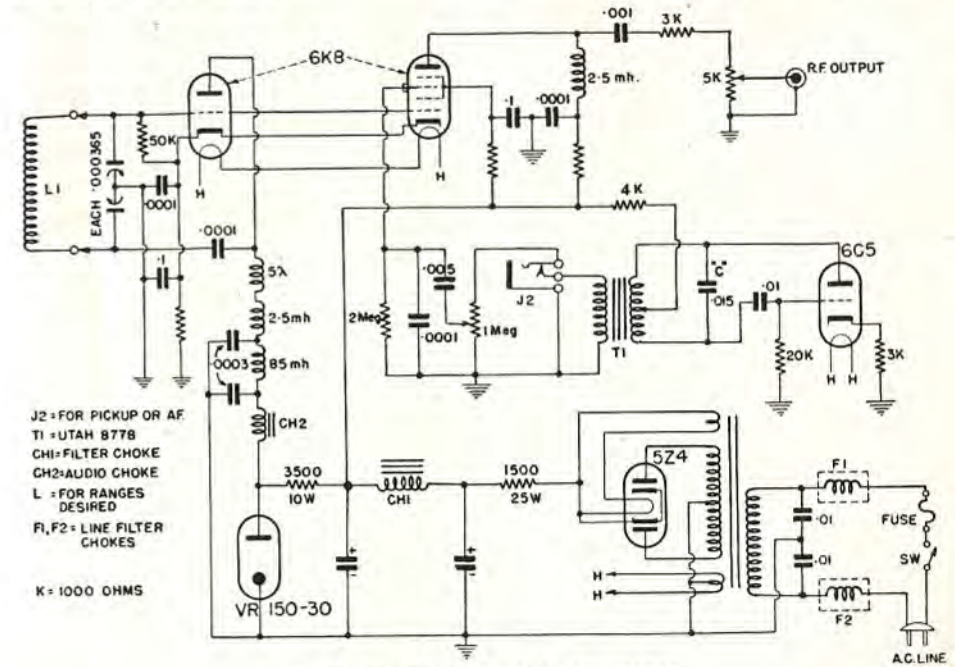 .001
3K
6K8
2.5mh.
5K
R.F. OUTPUT
.1
.0001
50K
L1
EACH .000365
.0001
H
H
4K
.0001
.1
5λ
2.5mh
.0003
85mh
CH2
2Meg
.005
.0001
1Meg
J2
T1
"C"
.015
.01
6C5
20K
3K
H H
J2 = FOR PICKUP OR AF.
T1 = UTAH 8778
CH1 = FILTER CHOKE
CH2 = AUDIO CHOKE
L = FOR RANGES
DESIRED
F1, F2 = LINE FILTER
CHOKES
K = 1000 OHMS
3500
10W
CH1
1500
25W
5Z4
F1
.01
FUSE
.01
SW
F2
H
H
VR 150-30
+
-
+
-
A.C. LINE